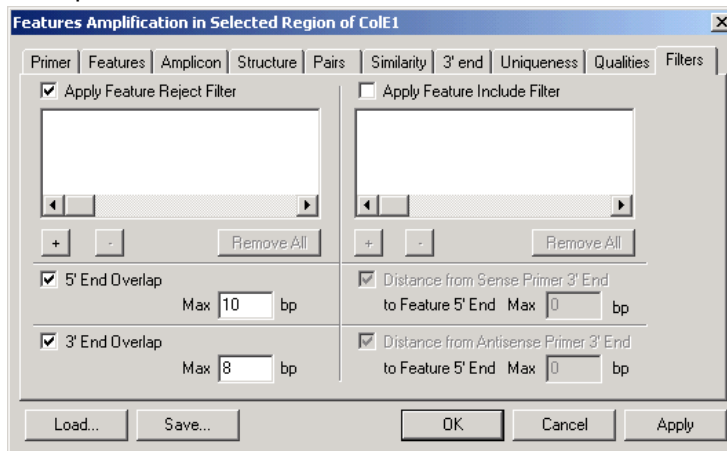 Features Amplification in Selected Region of ColE1
Primer Features Amplicon Structure Pairs Similarity 3' end Uniqueness Qualities Filters
Apply Feature Reject Filter
Apply Feature Include Filter
+ - Remove All
+ - Remove All
5' End Overlap
Max 10 bp
Distance from Sense Primer 3' End
to Feature 5' End Max 0 bp
3' End Overlap
Max 8 bp
Distance from Antisense Primer 3' End
to Feature 5' End Max 0 bp
Load... Save... OK Cancel Apply